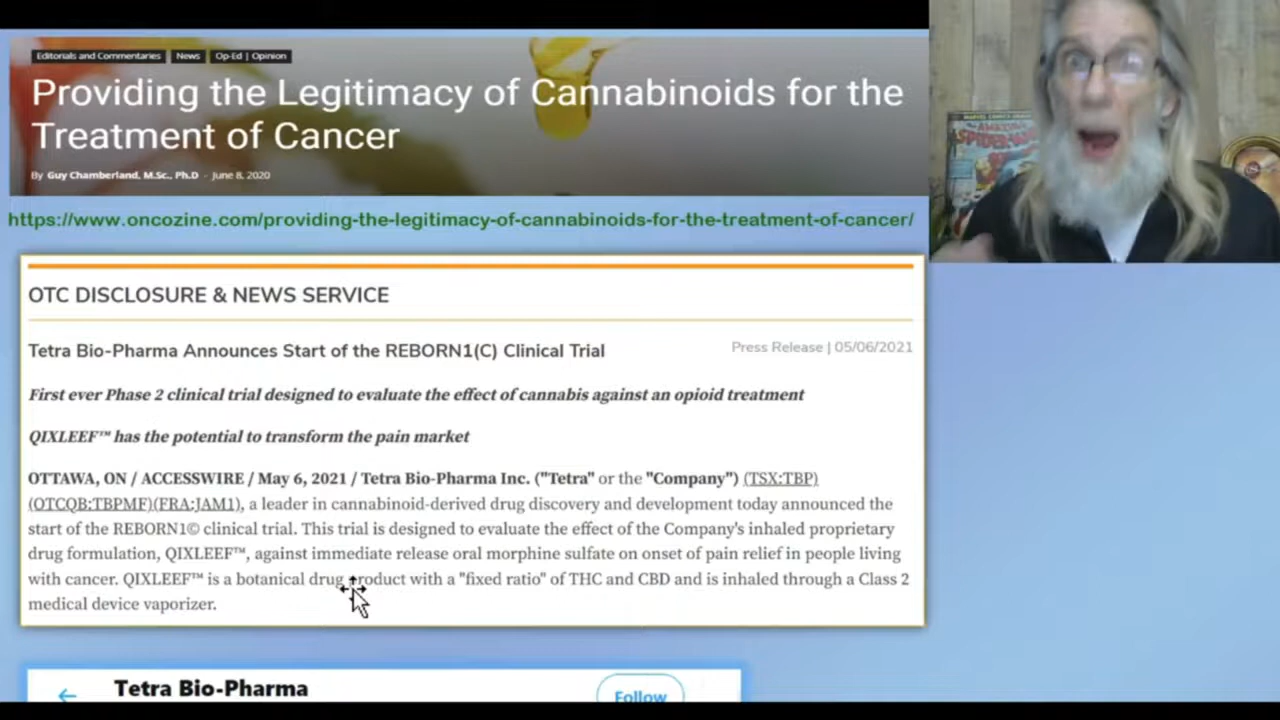 Editorials and Commentaries News Op-Ed | Opinion
Providing the Legitimacy of Cannabinoids for the
Treatment of Cancer
By Guy Chamberland, M.Sc., Ph.D - June 8, 2020
https://www.oncozine.com/providing-the-legitimacy-of-cannabinoids-for-the-treatment-of-cancer/
MARVEL COMICS GROUP
AMAZING
SPIDER-MAN
OTC DISCLOSURE & NEWS SERVICE
Tetra Bio-Pharma Announces Start of the REBORN1(C) Clinical Trial
Press Release | 05/06/2021
First ever Phase 2 clinical trial designed to evaluate the effect of cannabis against an opioid treatment
QIXLEEF™ has the potential to transform the pain market
OTTAWA, ON / ACCESSWIRE / May 6, 2021 / Tetra Bio-Pharma Inc. ("Tetra" or the "Company") (TSX:TBP)
(OTCQB:TBPMF)(FRA:JAM1), a leader in cannabinoid-derived drug discovery and development today announced the
start of the REBORN1© clinical trial. This trial is designed to evaluate the effect of the Company's inhaled proprietary
drug formulation, QIXLEEF™, against immediate release oral morphine sulfate on onset of pain relief in people living
with cancer. QIXLEEF™ is a botanical drug product with a "fixed ratio" of THC and CBD and is inhaled through a Class 2
medical device vaporizer.
Tetra Bio-Pharma
Follow